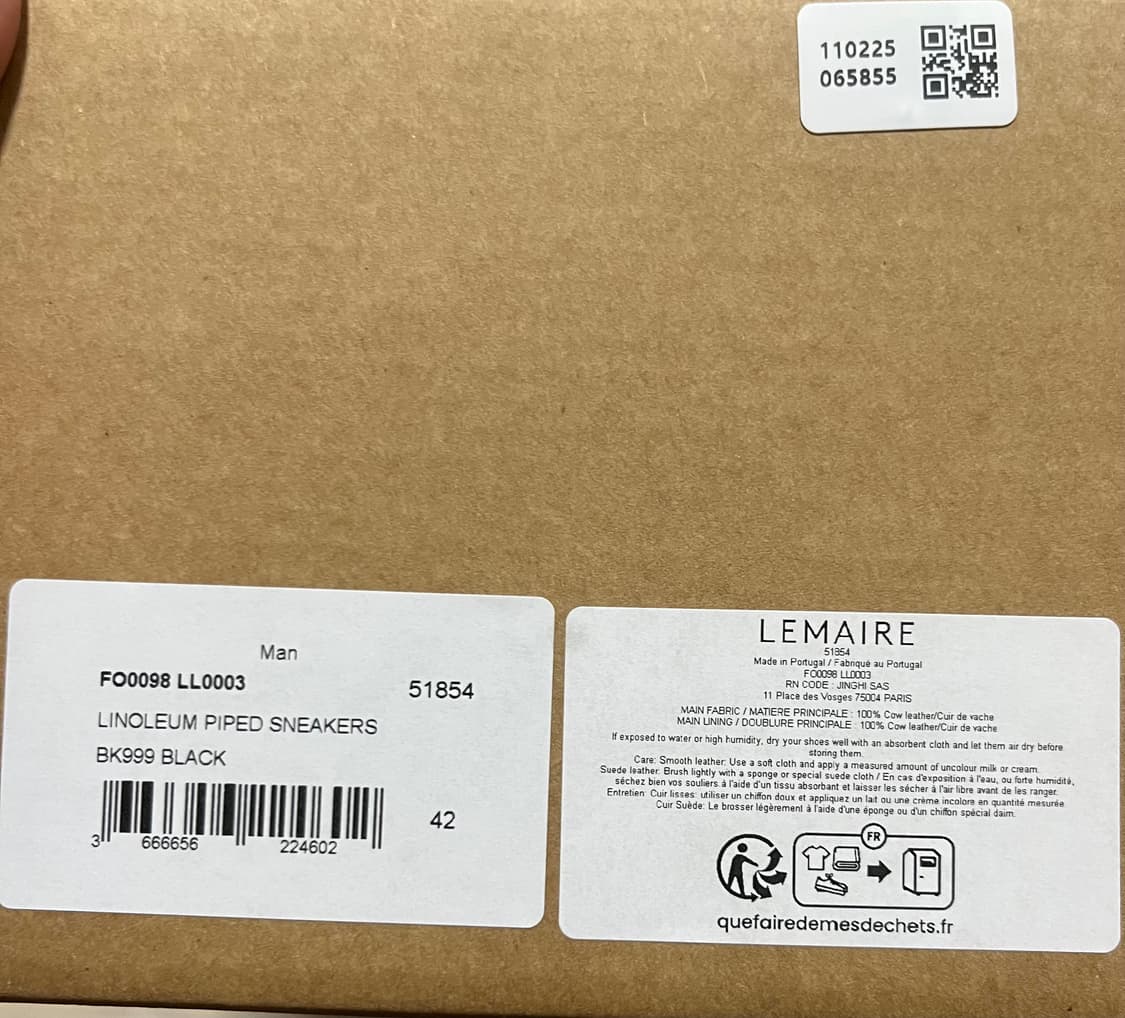 110225
065855
Man
FO0098 LL0003
51854
LINOLEUM PIPED SNEAKERS
BK999 BLACK
42
3 666656 224602
LEMAIRE
51854
Made in Portugal / Fabriqué au Portugal
FO0098 LL0003
RN CODE : JINGHI SAS
11 Place des Vosges 75004 PARIS
MAIN FABRIC / MATIERE PRINCIPALE : 100% Cow leather/Cuir de vache
MAIN LINING / DOUBLURE PRINCIPALE : 100% Cow leather/Cuir de vache
If exposed to water or high humidity, dry your shoes well with an absorbent cloth and let them air dry before
storing them.
Care: Smooth leather: Use a soft cloth and apply a measured amount of uncolour milk or cream.
Suede leather: Brush lightly with a sponge or special suede cloth / En cas d'exposition à l'eau, ou forte humidité,
séchez bien vos souliers à l'aide d'un tissu absorbant et laisser les sécher à l'air libre avant de les ranger.
Entretien: Cuir lisses: utiliser un chiffon doux et appliquez un lait ou une crème incolore en quantité mesurée
Cuir Suède: Le brosser légèrement à l'aide d'une éponge ou d'un chiffon spécial daim.
FR
quefairedemesdechets.fr